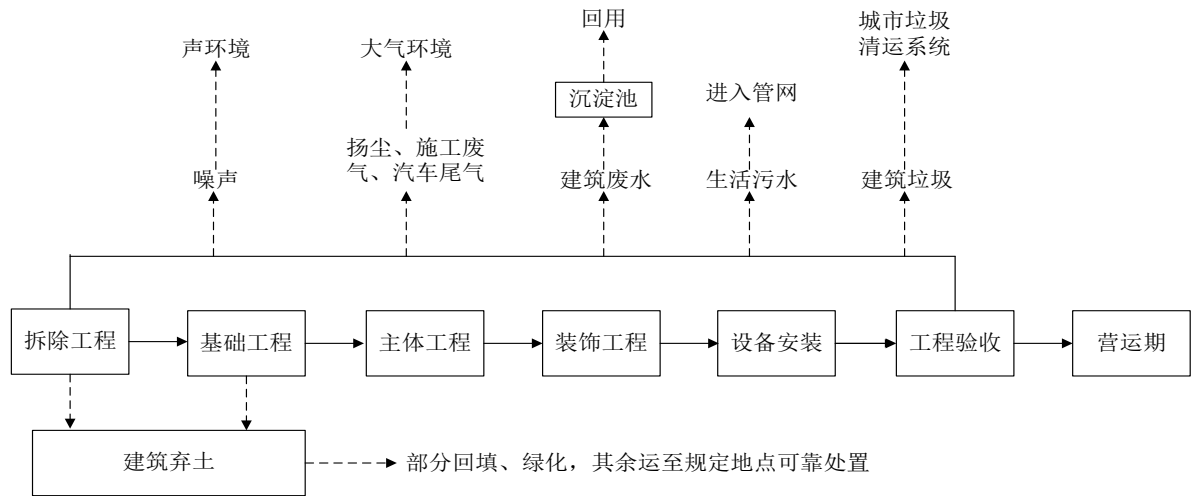 回用
城市垃圾
清运系统
声环境
大气环境
沉淀池
进入管网
扬尘、施工废
气、汽车尾气
噪声
建筑废水
生活污水
建筑垃圾
拆除工程
基础工程
主体工程
装饰工程
设备安装
工程验收
营运期
建筑弃土
部分回填、绿化，其余运至规定地点可靠处置